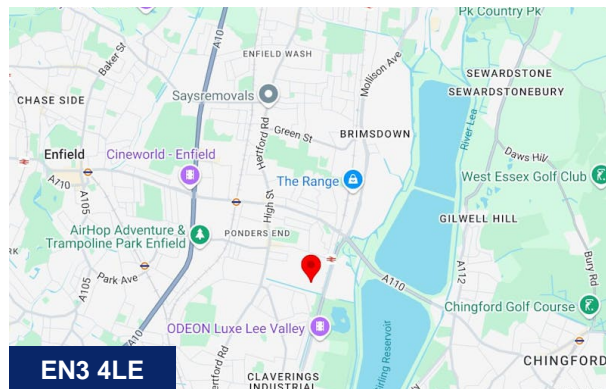 Pk Country Pk
Baker St
A10
ENFIELD WASH
Mollison Ave
SEWARDSTONE
SEWARDSTONEBURY
Saysremovals
CHASE SIDE
Hertford Rd
Green St
BRIMSDOWN
River Lea
Daws Hill
Enfield
Cineworld - Enfield
The Range
West Essex Golf Club
A110
A105
High St
GILWELL HILL
AirHop Adventure &
Trampoline Park Enfield
PONDERS END
Park Ave
A110
A112
Bury Rd
A105
Chingford Golf Course
ODEON Luxe Lee Valley
Hertford Rd
CHINGFORD
CLAVERINGS
INDUSTRIAL
EN3 4LE